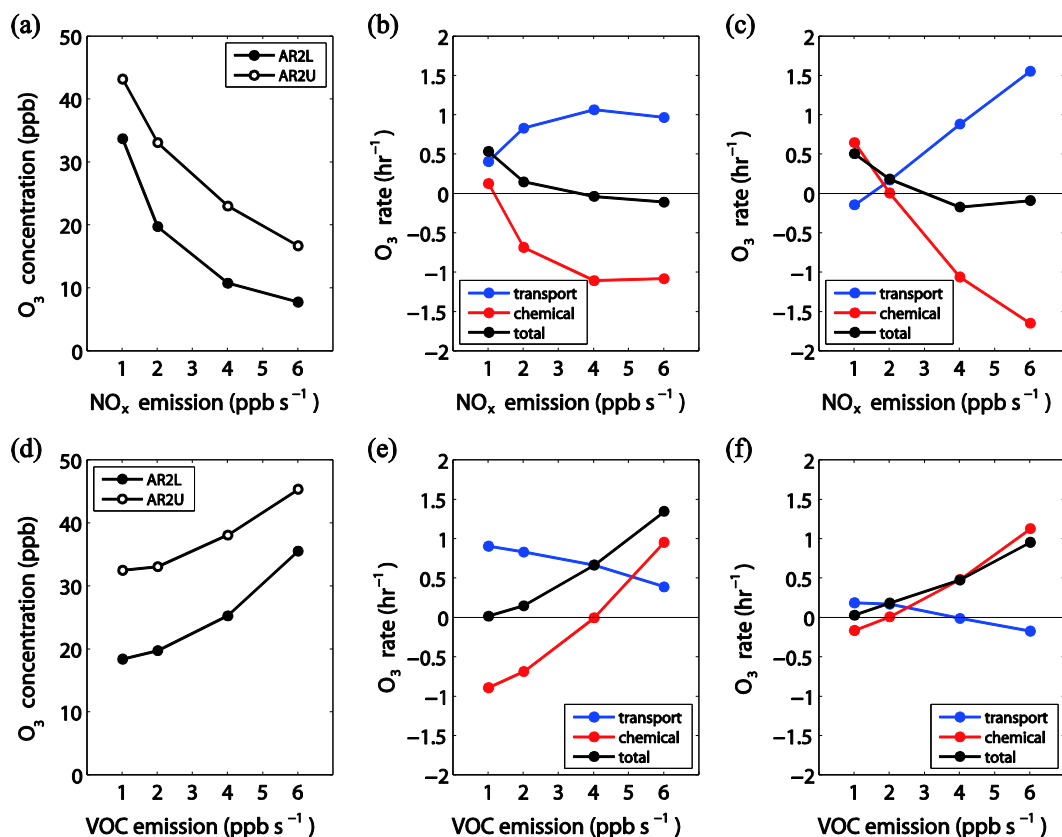 (a)
50
40
30
20
10
0
O3 concentration (ppb)
AR2L
AR2U
1 2 3 4 5 6
NOx emission (ppb s−1 )
(b)
2
1.5
1
0.5
0
−0.5
−1
−1.5
−2
O3 rate (hr−1)
transport
chemical
total
1 2 3 4 5 6
NOx emission (ppb s−1 )
(c)
2
1.5
1
0.5
0
−0.5
−1
−1.5
−2
O3 rate (hr−1)
transport
chemical
total
1 2 3 4 5 6
NOx emission (ppb s−1 )
(d)
50
40
30
20
10
0
O3 concentration (ppb)
AR2L
AR2U
1 2 3 4 5 6
VOC emission (ppb s−1 )
(e)
2
1.5
1
0.5
0
−0.5
−1
−1.5
−2
O3 rate (hr−1)
transport
chemical
total
1 2 3 4 5 6
VOC emission (ppb s−1 )
(f)
2
1.5
1
0.5
0
−0.5
−1
−1.5
−2
O3 rate (hr−1)
transport
chemical
total
1 2 3 4 5 6
VOC emission (ppb s−1 )